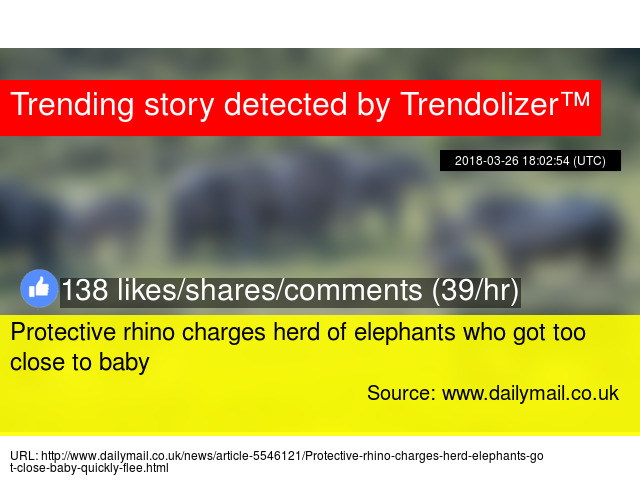 Trending story detected by Trendolizer™
2018-03-26 18:02:54 (UTC)
138 likes/shares/comments (39/hr)
Protective rhino charges herd of elephants who got too
close to baby
Source: www.dailymail.co.uk
URL: http://www.dailymail.co.uk/news/article-5546121/Protective-rhino-charges-herd-elephants-go
t-close-baby-quickly-flee.html